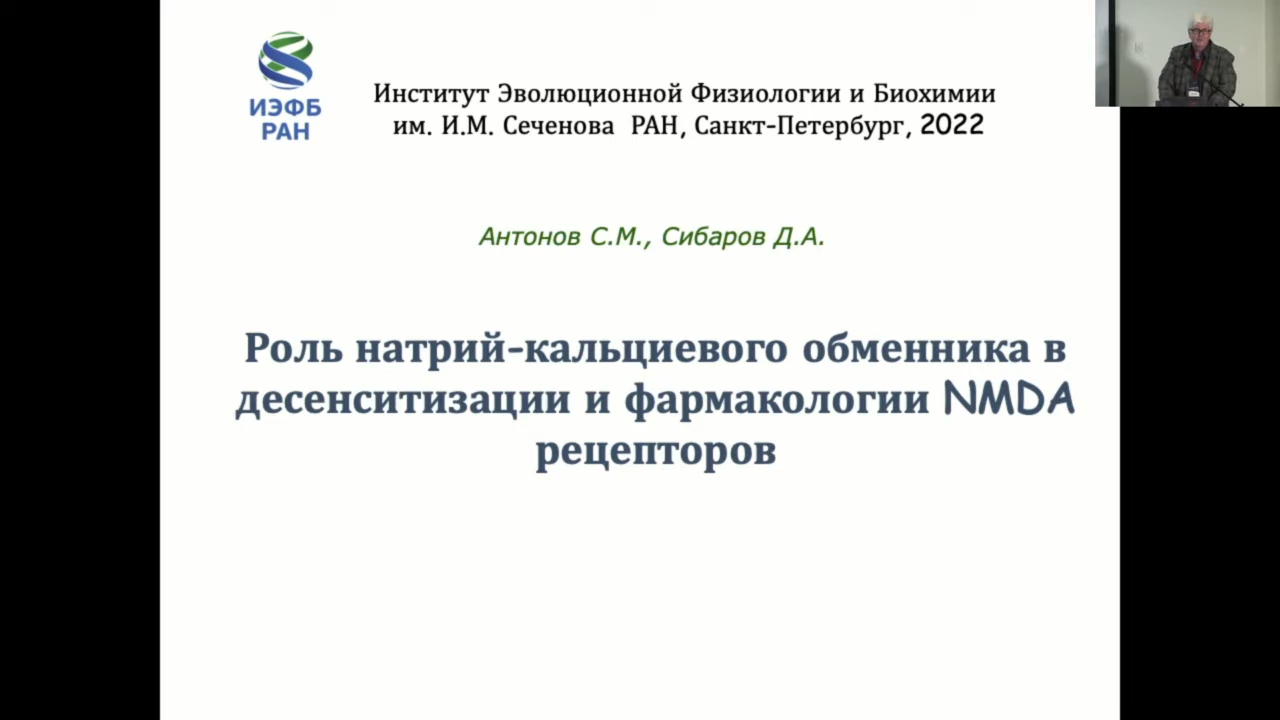 ИЭФБ
РАН
Институт Эволюционной Физиологии и Биохимии
им. И.М. Сеченова РАН, Санкт-Петербург, 2022
Антонов С.М., Сибаров Д.А.
Роль натрий-кальциевого обменника в
десенситизации и фармакологии NMDA
рецепторов